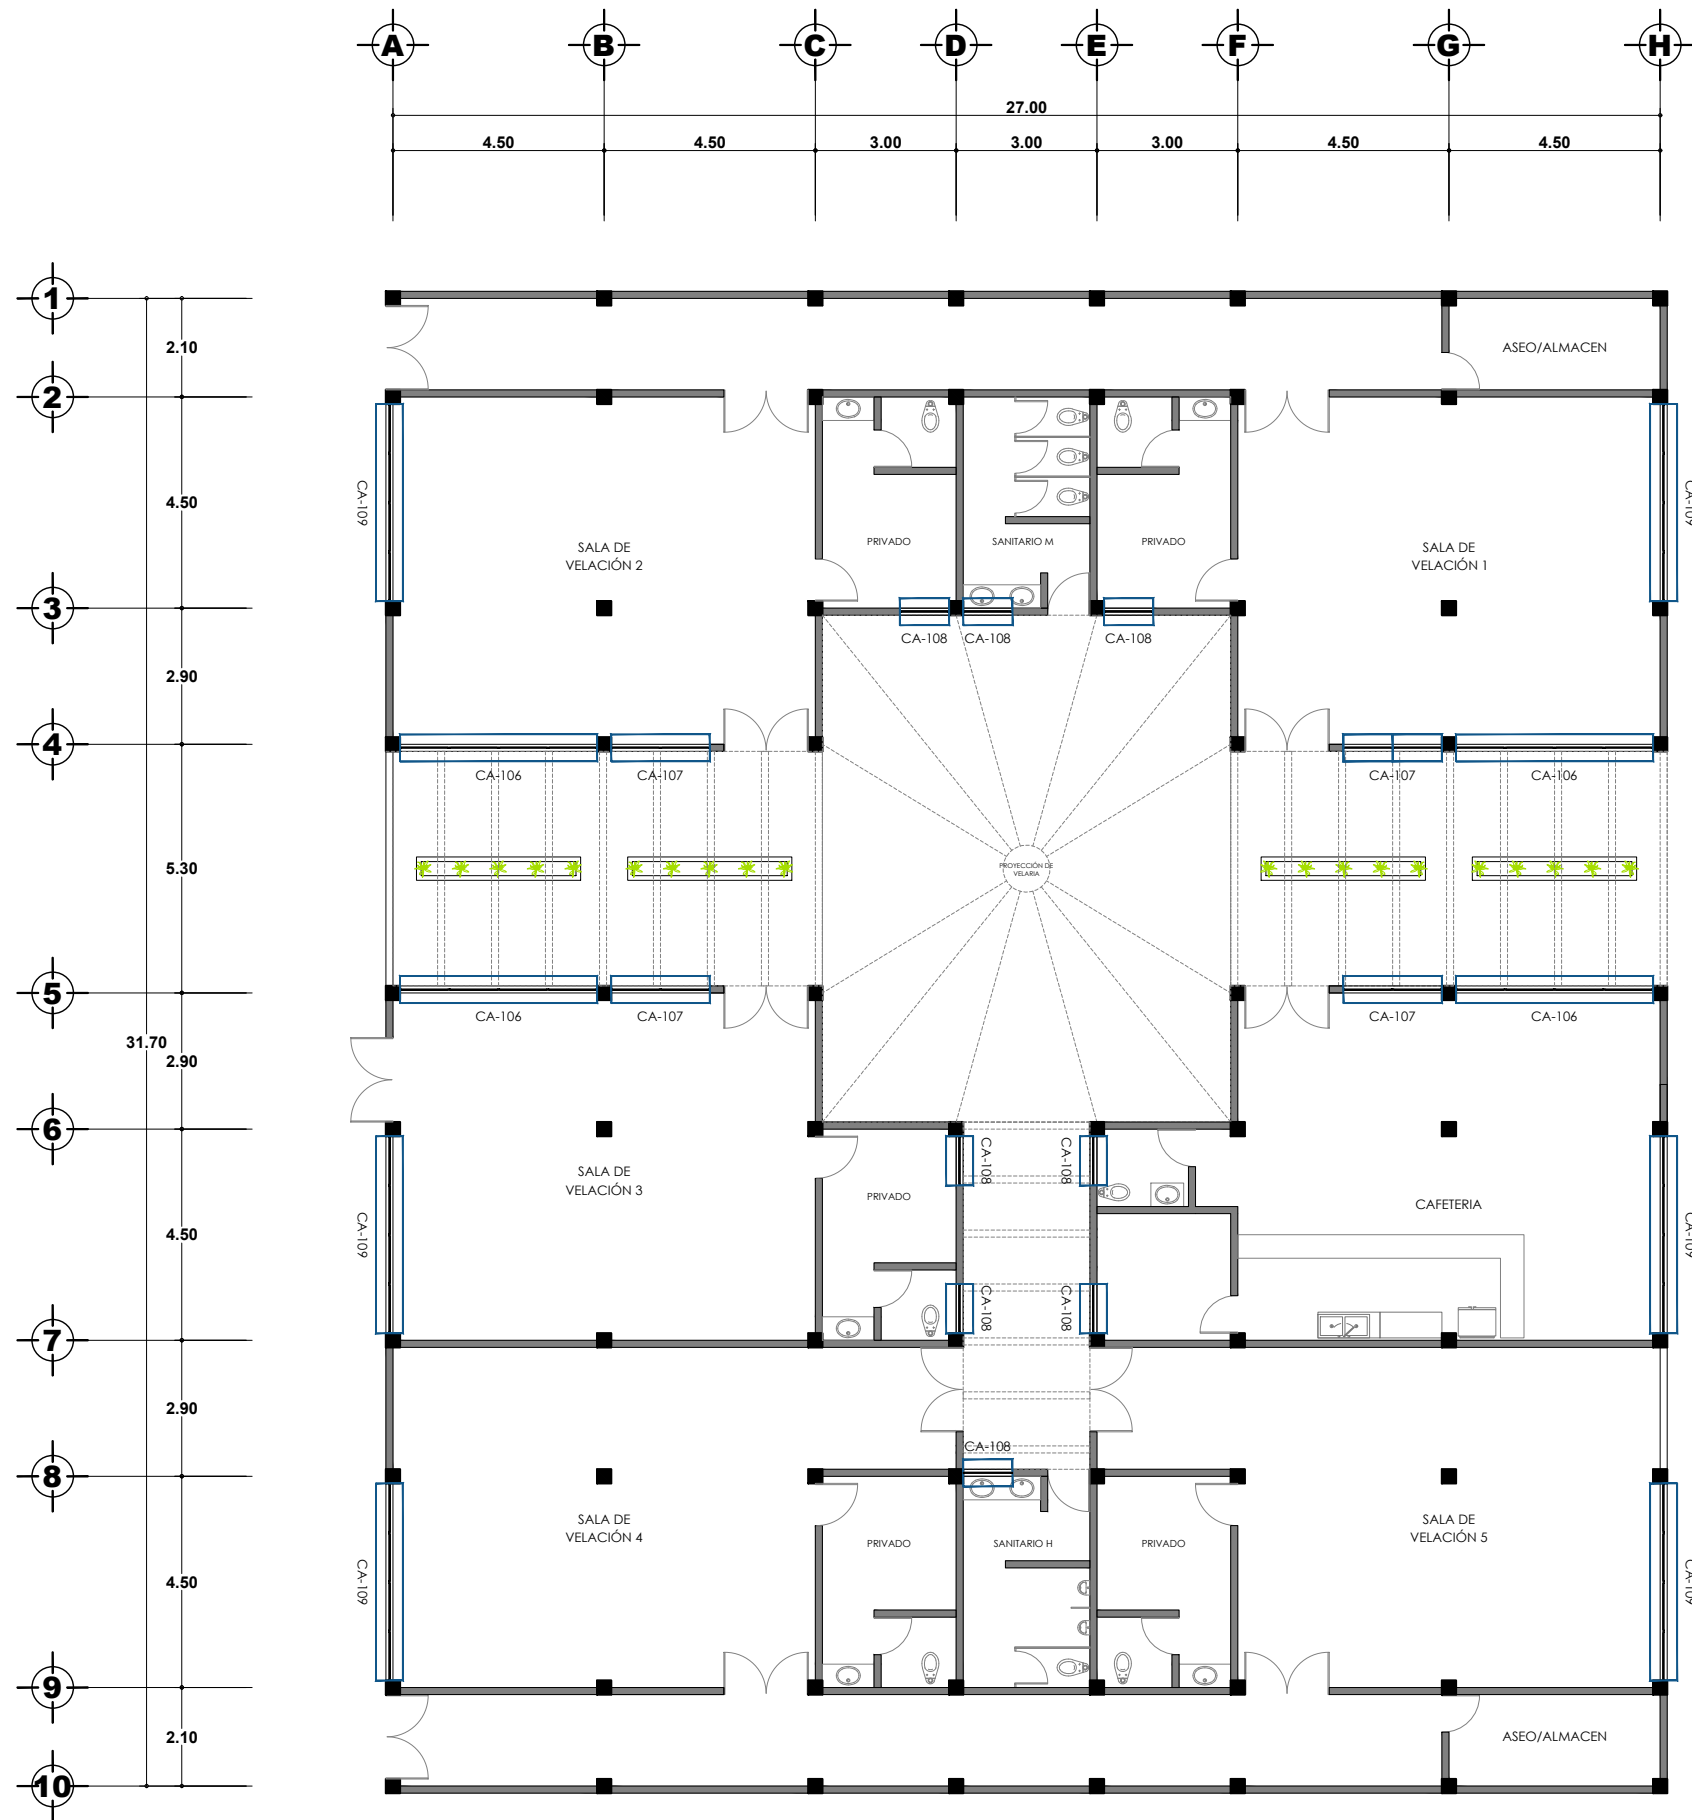 A B C D E F G H
27.00
4.50 4.50 3.00 3.00 3.00 4.50 4.50
1
2.10
ASEO/ALMACEN
2
4.50
CA-109
CA-109
SALA DE
VELACIÓN 2
PRIVADO
SANITARIO M
PRIVADO
SALA DE
VELACIÓN 1
3
CA-108 CA-108 CA-108
2.90
4
CA-106 CA-107 CA-107 CA-106
5.30
PROYECCIÓN DE
VELARIA
5
CA-106 CA-107 CA-107 CA-106
31.70
2.90
6
CA-108 CA-108
SALA DE
VELACIÓN 3
PRIVADO
CAFETERIA
4.50
CA-109
CA-109
CA-108 CA-108
7
2.90
CA-108
8
SALA DE
VELACIÓN 4
PRIVADO
SANITARIO H
PRIVADO
SALA DE
VELACIÓN 5
4.50
CA-109
CA-109
9
2.10
ASEO/ALMACEN
10